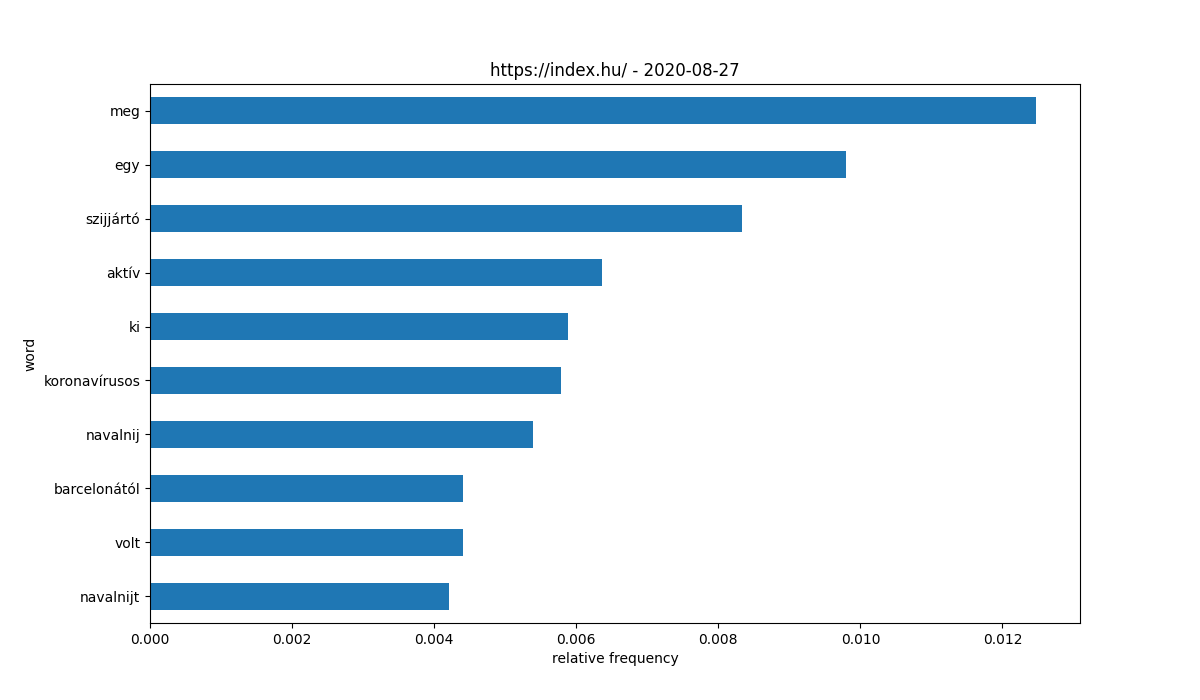 https://index.hu/ - 2020-08-27
meg
egy
szijjártó
aktív
ki
koronavírusos
navalnij
barcelonától
volt
navalnijt
word
0.000 0.002 0.004 0.006 0.008 0.010 0.012
relative frequency